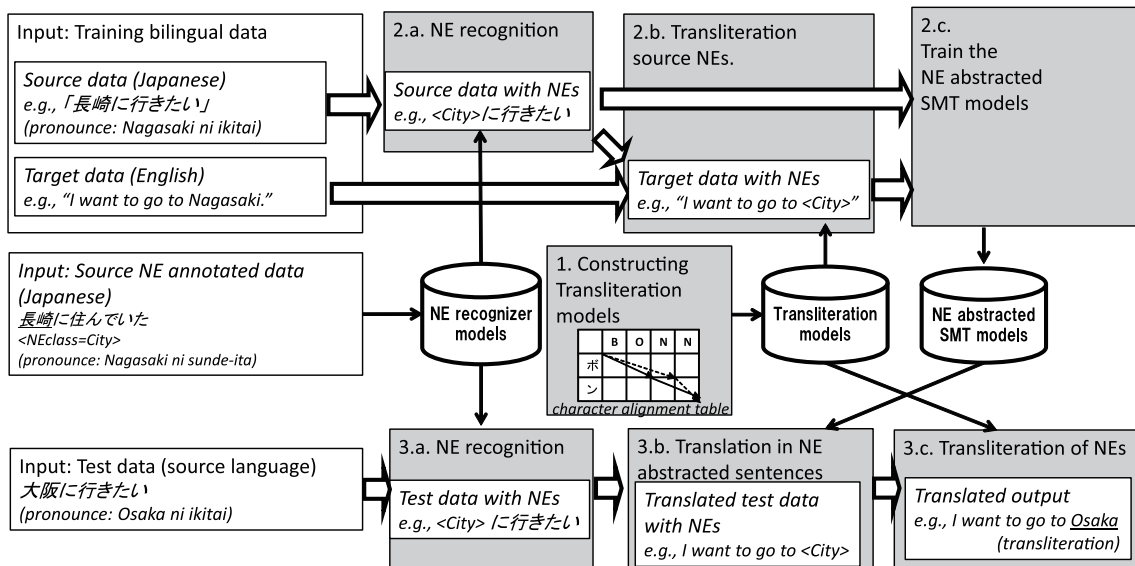 Input: Training bilingual data
Source data (Japanese)
e.g., 「長崎に行きたい」
(pronounce: Nagasaki ni ikitai)
Target data (English)
e.g., “I want to go to Nagasaki.”
2.a. NE recognition
Source data with NEs
e.g., <City>に行きたい
2.b. Transliteration
source NEs.
Target data with NEs
e.g., “I want to go to <City>”
2.c.
Train the
NE abstracted
SMT models
Input: Source NE annotated data
(Japanese)
長崎に住んでいた
<NEclass=City>
(pronounce: Nagasaki ni sunde-ita)
NE recognizer
models
1. Constructing
Transliteration
models
B O N N
ボ
ン
character alignment table
Transliteration
models
NE abstracted
SMT models
Input: Test data (source language)
大阪に行きたい
(pronounce: Osaka ni ikitai)
3.a. NE recognition
Test data with NEs
e.g., <City> に行きたい
3.b. Translation in NE
abstracted sentences
Translated test data
with NEs
e.g., I want to go to <City>
3.c. Transliteration of NEs
Translated output
e.g., I want to go to Osaka
(transliteration)